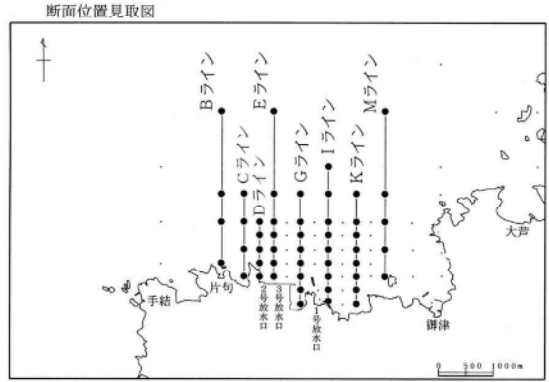 断面位置見取図
Bライン
Cライン
Dライン
Eライン
Gライン
Iライン
Kライン
Mライン
大芦
手結
片句
2号放水口
3号放水口
1号放水口
御津
0 500 1000m